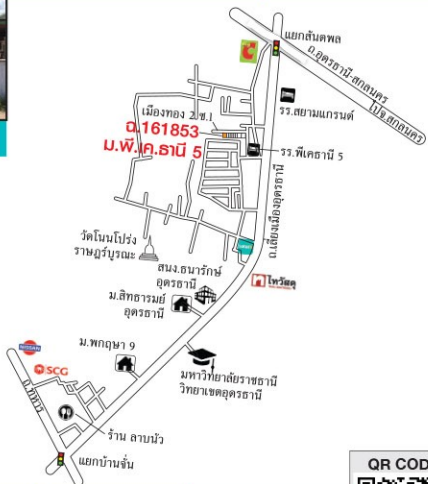 แยกสันตพล
ถ.อุดรธานี-สกลนคร
ไปจ.สกลนคร
รร.สยามแกรนด์
เมืองทอง 2 ซ.1
ฉ.161853
ม.พี.เค.ธานี 5
รร.พีเคธานี 5
ถ.เลี่ยงเมืองอุดรธานี
วัดโนนโปร่ง
ราษฎร์บูรณะ
สนง.ธนารักษ์
อุดรธานี
ไทวัสดุ
ม.สิทธารมย์
อุดรธานี
ม.พกฤษา 9
NISSAN
SCG
มหาวิทยาลัยราชธานี
วิทยาเขตอุดรธานี
ถ.ทหาร
ร้าน ลาบนัว
แยกบ้านจั่น
QR COD